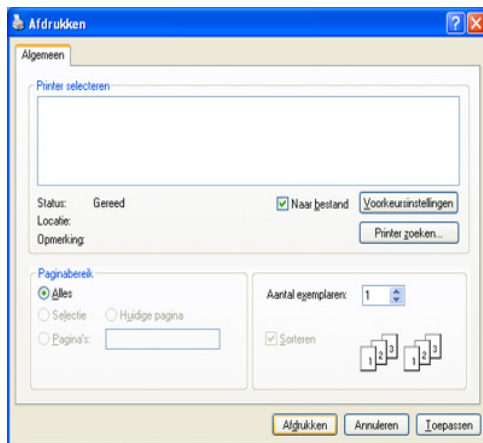 Afdrukken
Algemeen
Printer selecteren
Status: Gereed
Locatie:
Opmerking:
Naar bestand
Voorkeursinstellingen
Printer zoeken...
Paginabereik
Alles
Selectie Huidige pagina
Pagina's:
Aantal exemplaren: 1
Sorteren
1 2 3 1 2 3
Afdrukken Annuleren Toepassen